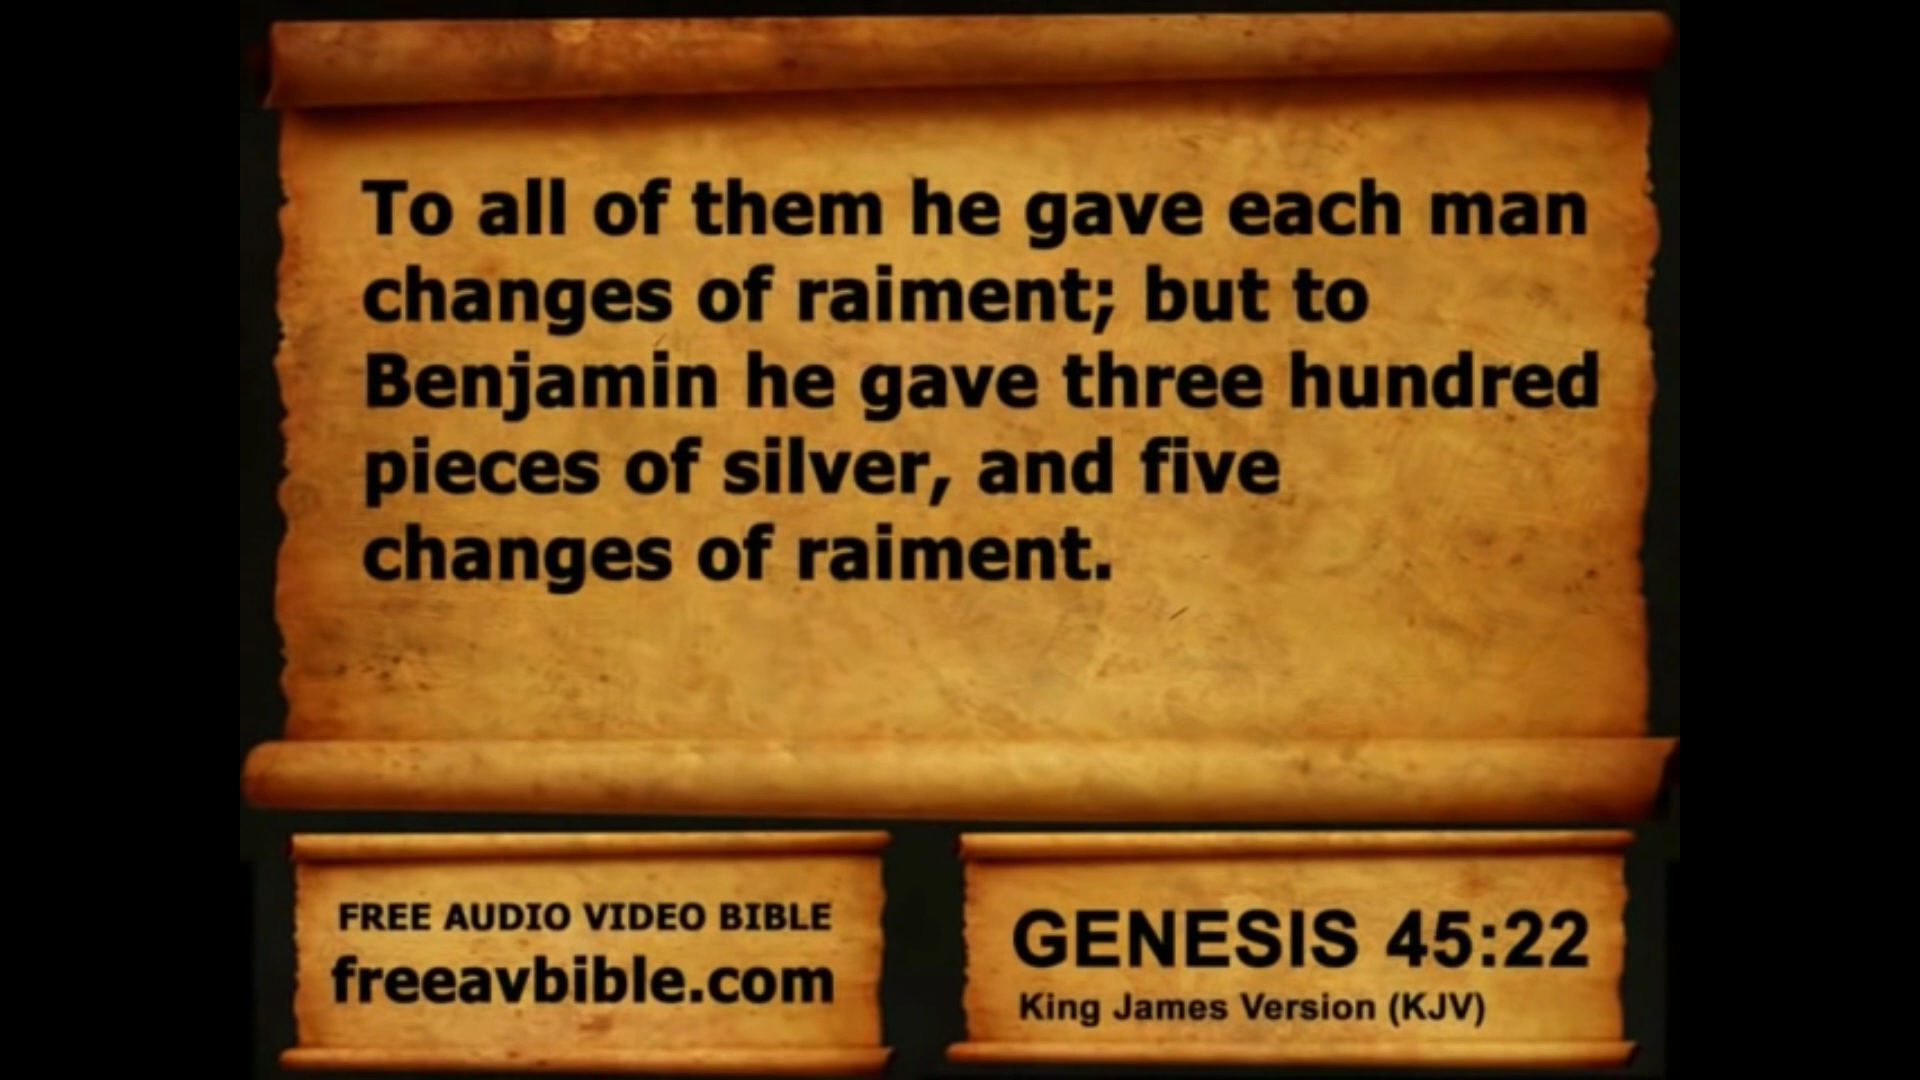 To all of them he gave each man
changes of raiment; but to
Benjamin he gave three hundred
pieces of silver, and five
changes of raiment.
FREE AUDIO VIDEO BIBLE
freeavbible.com
GENESIS 45:22
King James Version (KJV)